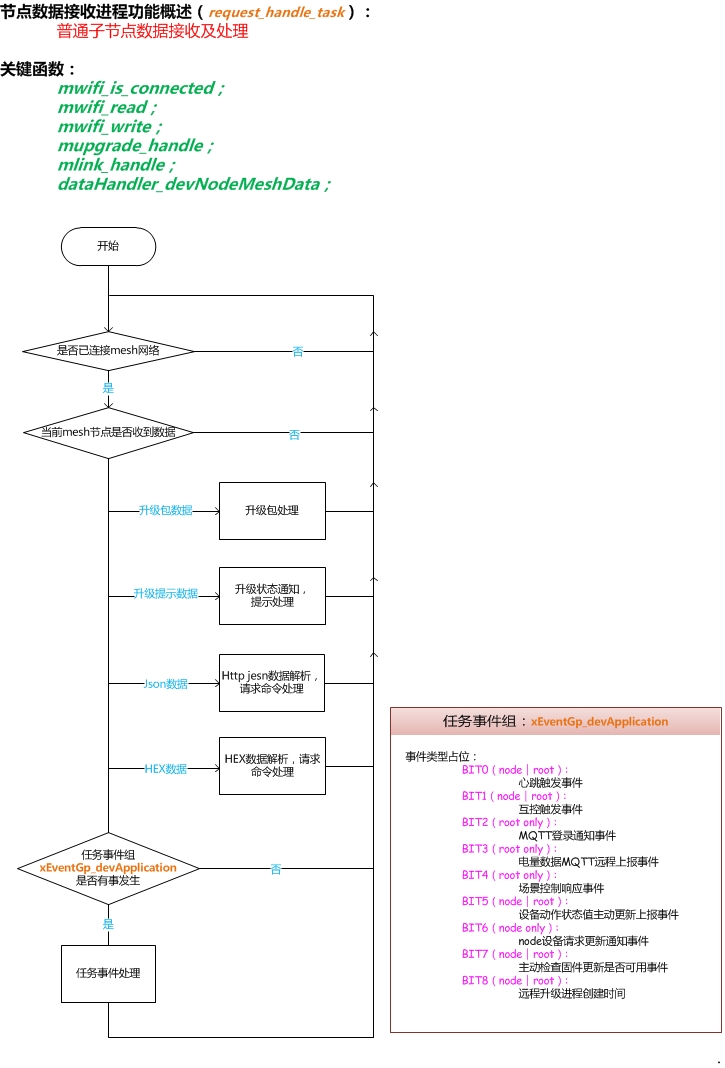 节点数据接收进程功能概述（request_handle_task）：
普通子节点数据接收及处理
关键函数：
mwifi_is_connected；
mwifi_read；
mwifi_write；
mupgrade_handle；
mlink_handle；
dataHandler_devNodeMeshData；
开始
是否已连接mesh网络
否
是
当前mesh节点是否收到数据
否
升级包数据
升级包处理
升级提示数据
升级状态通知，
提示处理
Json数据
Http jesn数据解析，
请求命令处理
HEX数据
HEX数据解析，请求
命令处理
任务事件组
xEventGp_devApplication
是否有事发生
否
是
任务事件处理
任务事件组：xEventGp_devApplication
事件类型占位：
BIT0（node｜root）：
心跳触发事件
BIT1（node｜root）：
互控触发事件
BIT2（root only）：
MQTT登录通知事件
BIT3（root only）：
电量数据MQTT远程上报事件
BIT4（root only）：
场景控制响应事件
BIT5（node｜root）：
设备动作状态值主动更新上报事件
BIT6（node only）：
node设备请求更新通知事件
BIT7（node｜root）：
主动检查固件更新是否可用事件
BIT8（node｜root）：
远程升级进程创建时间
.